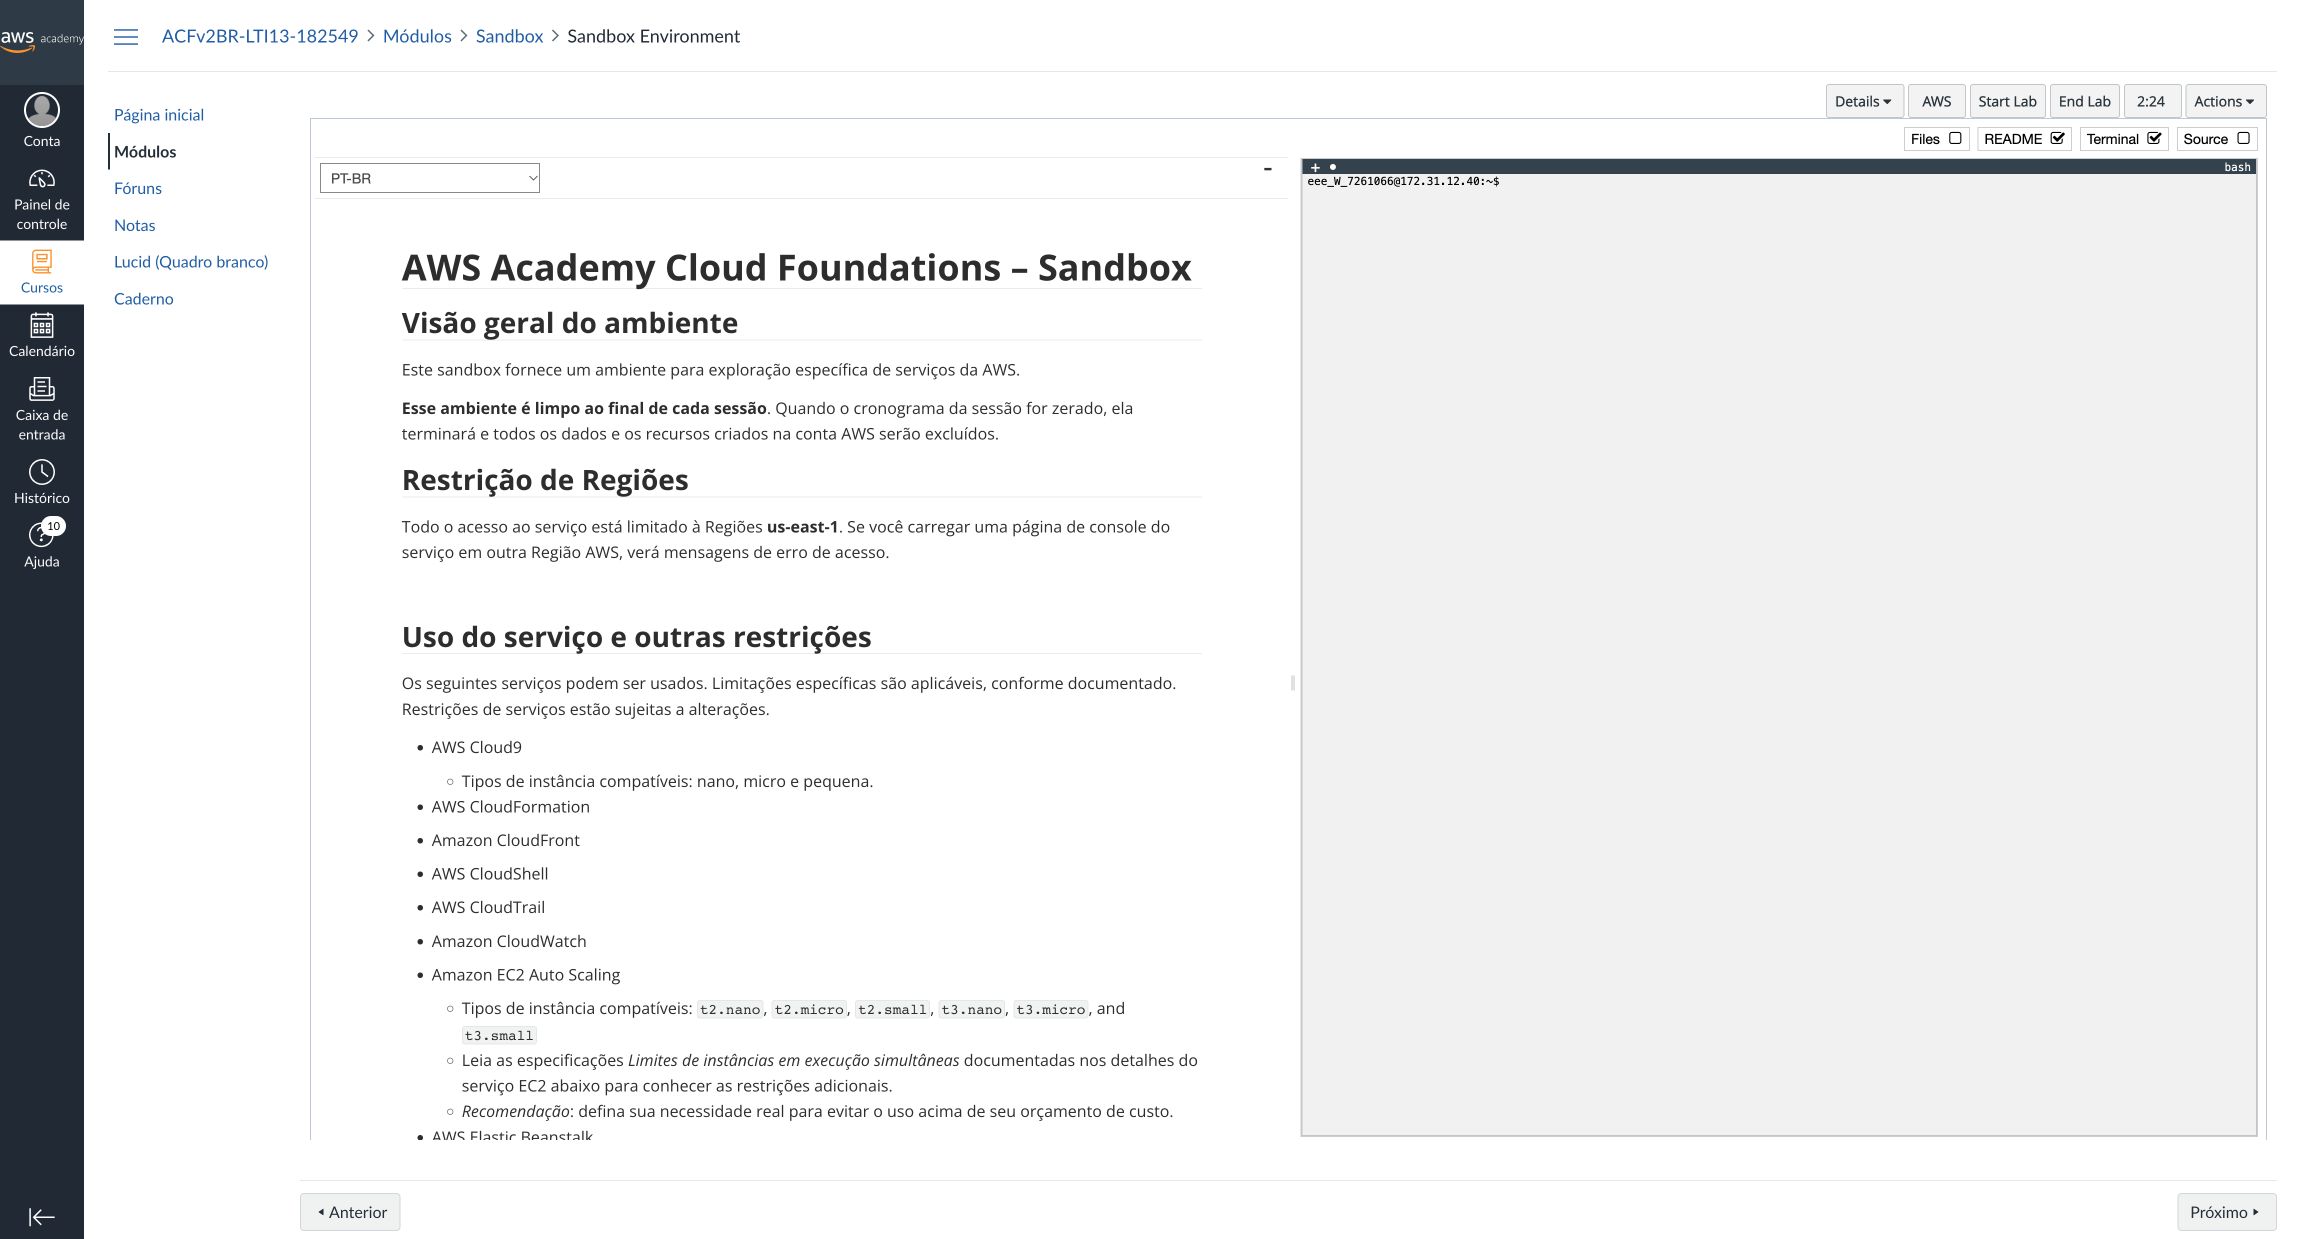 aws academy
ACFv2BR-LTI13-182549 > Módulos > Sandbox > Sandbox Environment
Conta
Painel de
controle
Cursos
Calendário
Caixa de
entrada
Histórico
10
Ajuda
Página inicial
Módulos
Fóruns
Notas
Lucid (Quadro branco)
Caderno
Details AWS Start Lab End Lab 2:24 Actions
Files README Terminal Source
PT-BR
-
AWS Academy Cloud Foundations – Sandbox
Visão geral do ambiente
Este sandbox fornece um ambiente para exploração específica de serviços da AWS.
Esse ambiente é limpo ao final de cada sessão. Quando o cronograma da sessão for zerado, ela
terminará e todos os dados e os recursos criados na conta AWS serão excluídos.
Restrição de Regiões
Todo o acesso ao serviço está limitado à Regiões us-east-1. Se você carregar uma página de console do
serviço em outra Região AWS, verá mensagens de erro de acesso.
Uso do serviço e outras restrições
Os seguintes serviços podem ser usados. Limitações específicas são aplicáveis, conforme documentado.
Restrições de serviços estão sujeitas a alterações.
• AWS Cloud9
◦ Tipos de instância compatíveis: nano, micro e pequena.
• AWS CloudFormation
• Amazon CloudFront
• AWS CloudShell
• AWS CloudTrail
• Amazon CloudWatch
• Amazon EC2 Auto Scaling
◦ Tipos de instância compatíveis: t2.nano, t2.micro, t2.small, t3.nano, t3.micro, and
t3.small
◦ Leia as especificações Limites de instâncias em execução simultâneas documentadas nos detalhes do
serviço EC2 abaixo para conhecer as restrições adicionais.
◦ Recomendação: defina sua necessidade real para evitar o uso acima de seu orçamento de custo.
• AWS Elastic Beanstalk
+ • bash
eee_W_7261066@172.31.12.40:~$
Anterior
Próximo